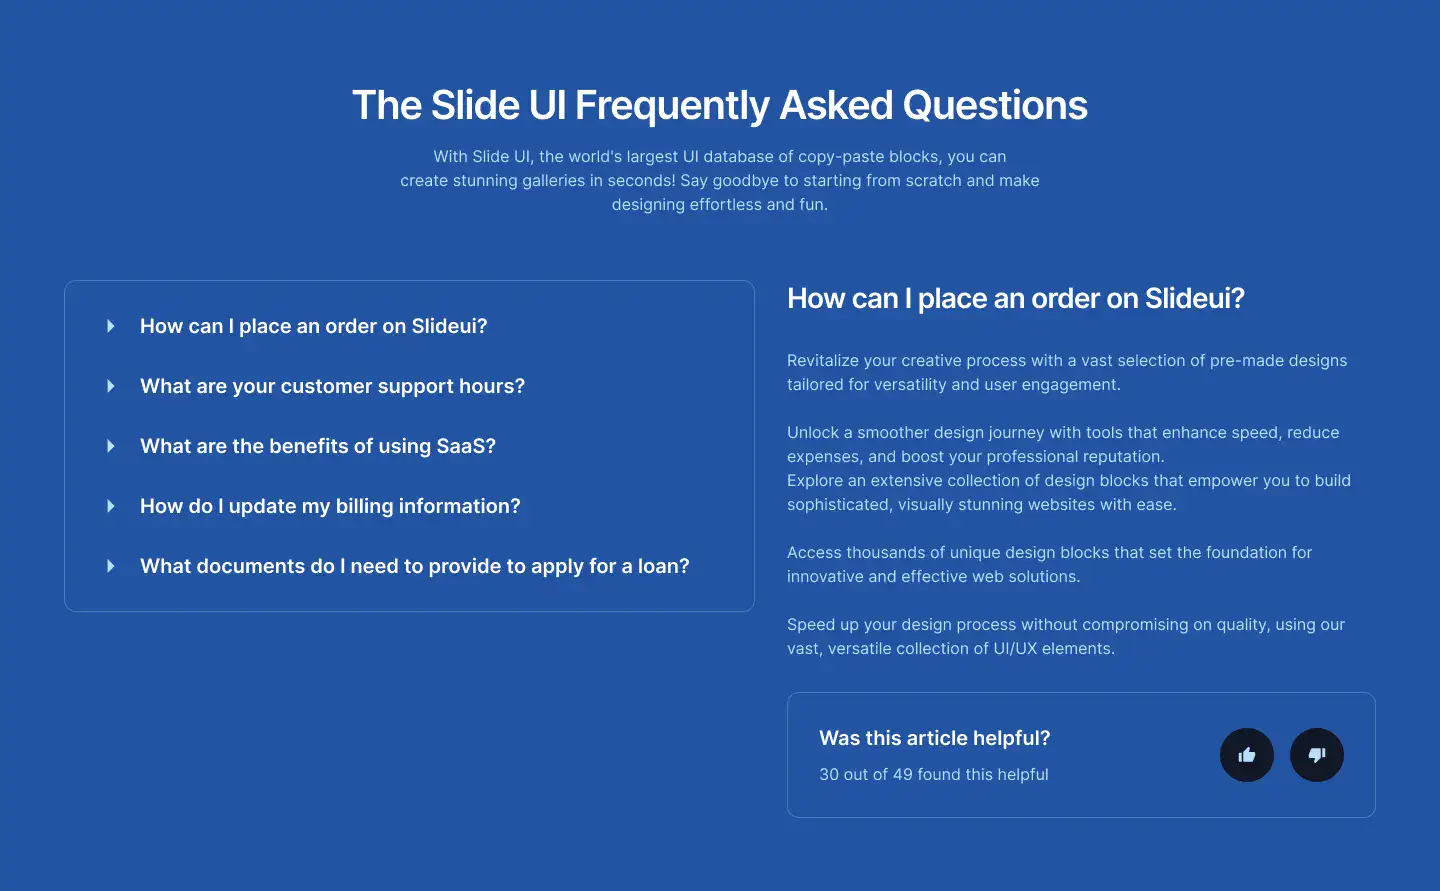 The Slide UI Frequently Asked Questions
With Slide UI, the world's largest UI database of copy-paste blocks, you can
create stunning galleries in seconds! Say goodbye to starting from scratch and make
designing effortless and fun.
How can I place an order on Slideui?
What are your customer support hours?
What are the benefits of using SaaS?
How do I update my billing information?
What documents do I need to provide to apply for a loan?
How can I place an order on Slideui?
Revitalize your creative process with a vast selection of pre-made designs
tailored for versatility and user engagement.
Unlock a smoother design journey with tools that enhance speed, reduce
expenses, and boost your professional reputation.
Explore an extensive collection of design blocks that empower you to build
sophisticated, visually stunning websites with ease.
Access thousands of unique design blocks that set the foundation for
innovative and effective web solutions.
Speed up your design process without compromising on quality, using our
vast, versatile collection of UI/UX elements.
Was this article helpful?
30 out of 49 found this helpful